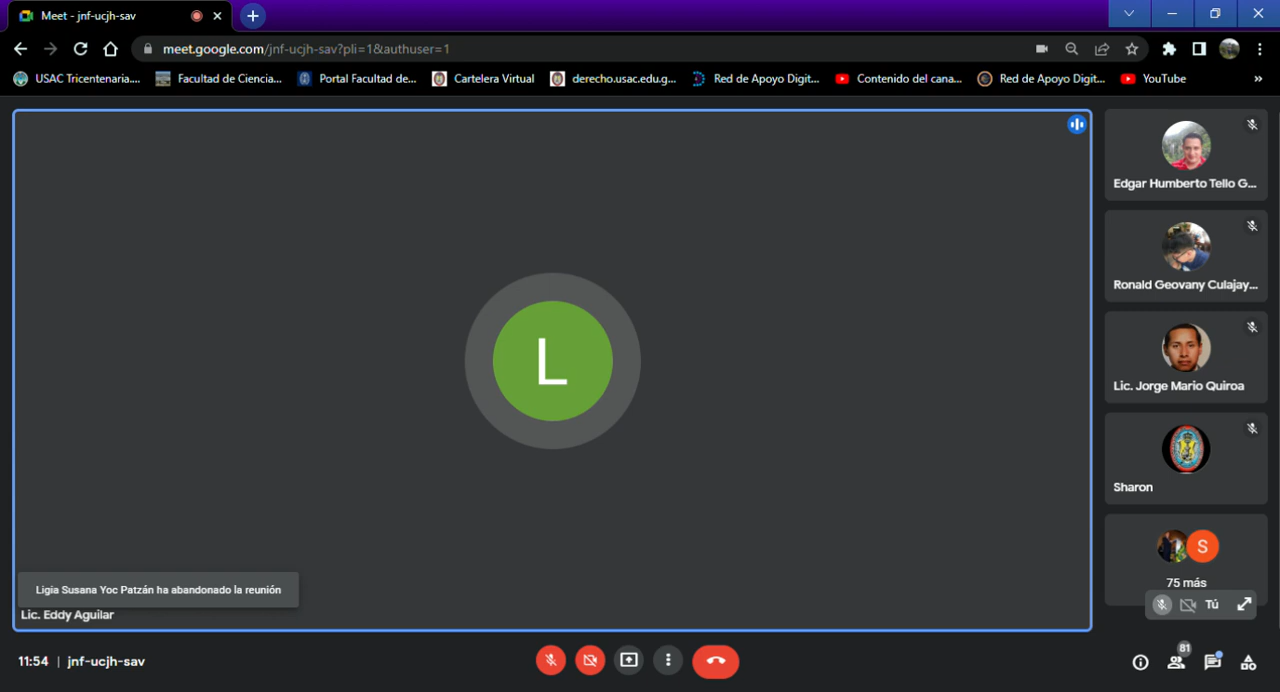 Meet - jnf-ucjh-sav
meet.google.com/jnf-ucjh-sav?pli=1&authuser=1
USAC Tricentenaria.... Facultad de Ciencia... Portal Facultad de... Cartelera Virtual derecho.usac.edu.g... Red de Apoyo Digit... Contenido del cana... Red de Apoyo Digit... YouTube »
Edgar Humberto Tello G...
Ronald Geovany Culajay...
Lic. Jorge Mario Quiroa
Sharon
L
S
75 más
Tú
Ligia Susana Yoc Patzán ha abandonado la reunión
Lic. Eddy Aguilar
11:54 | jnf-ucjh-sav
81